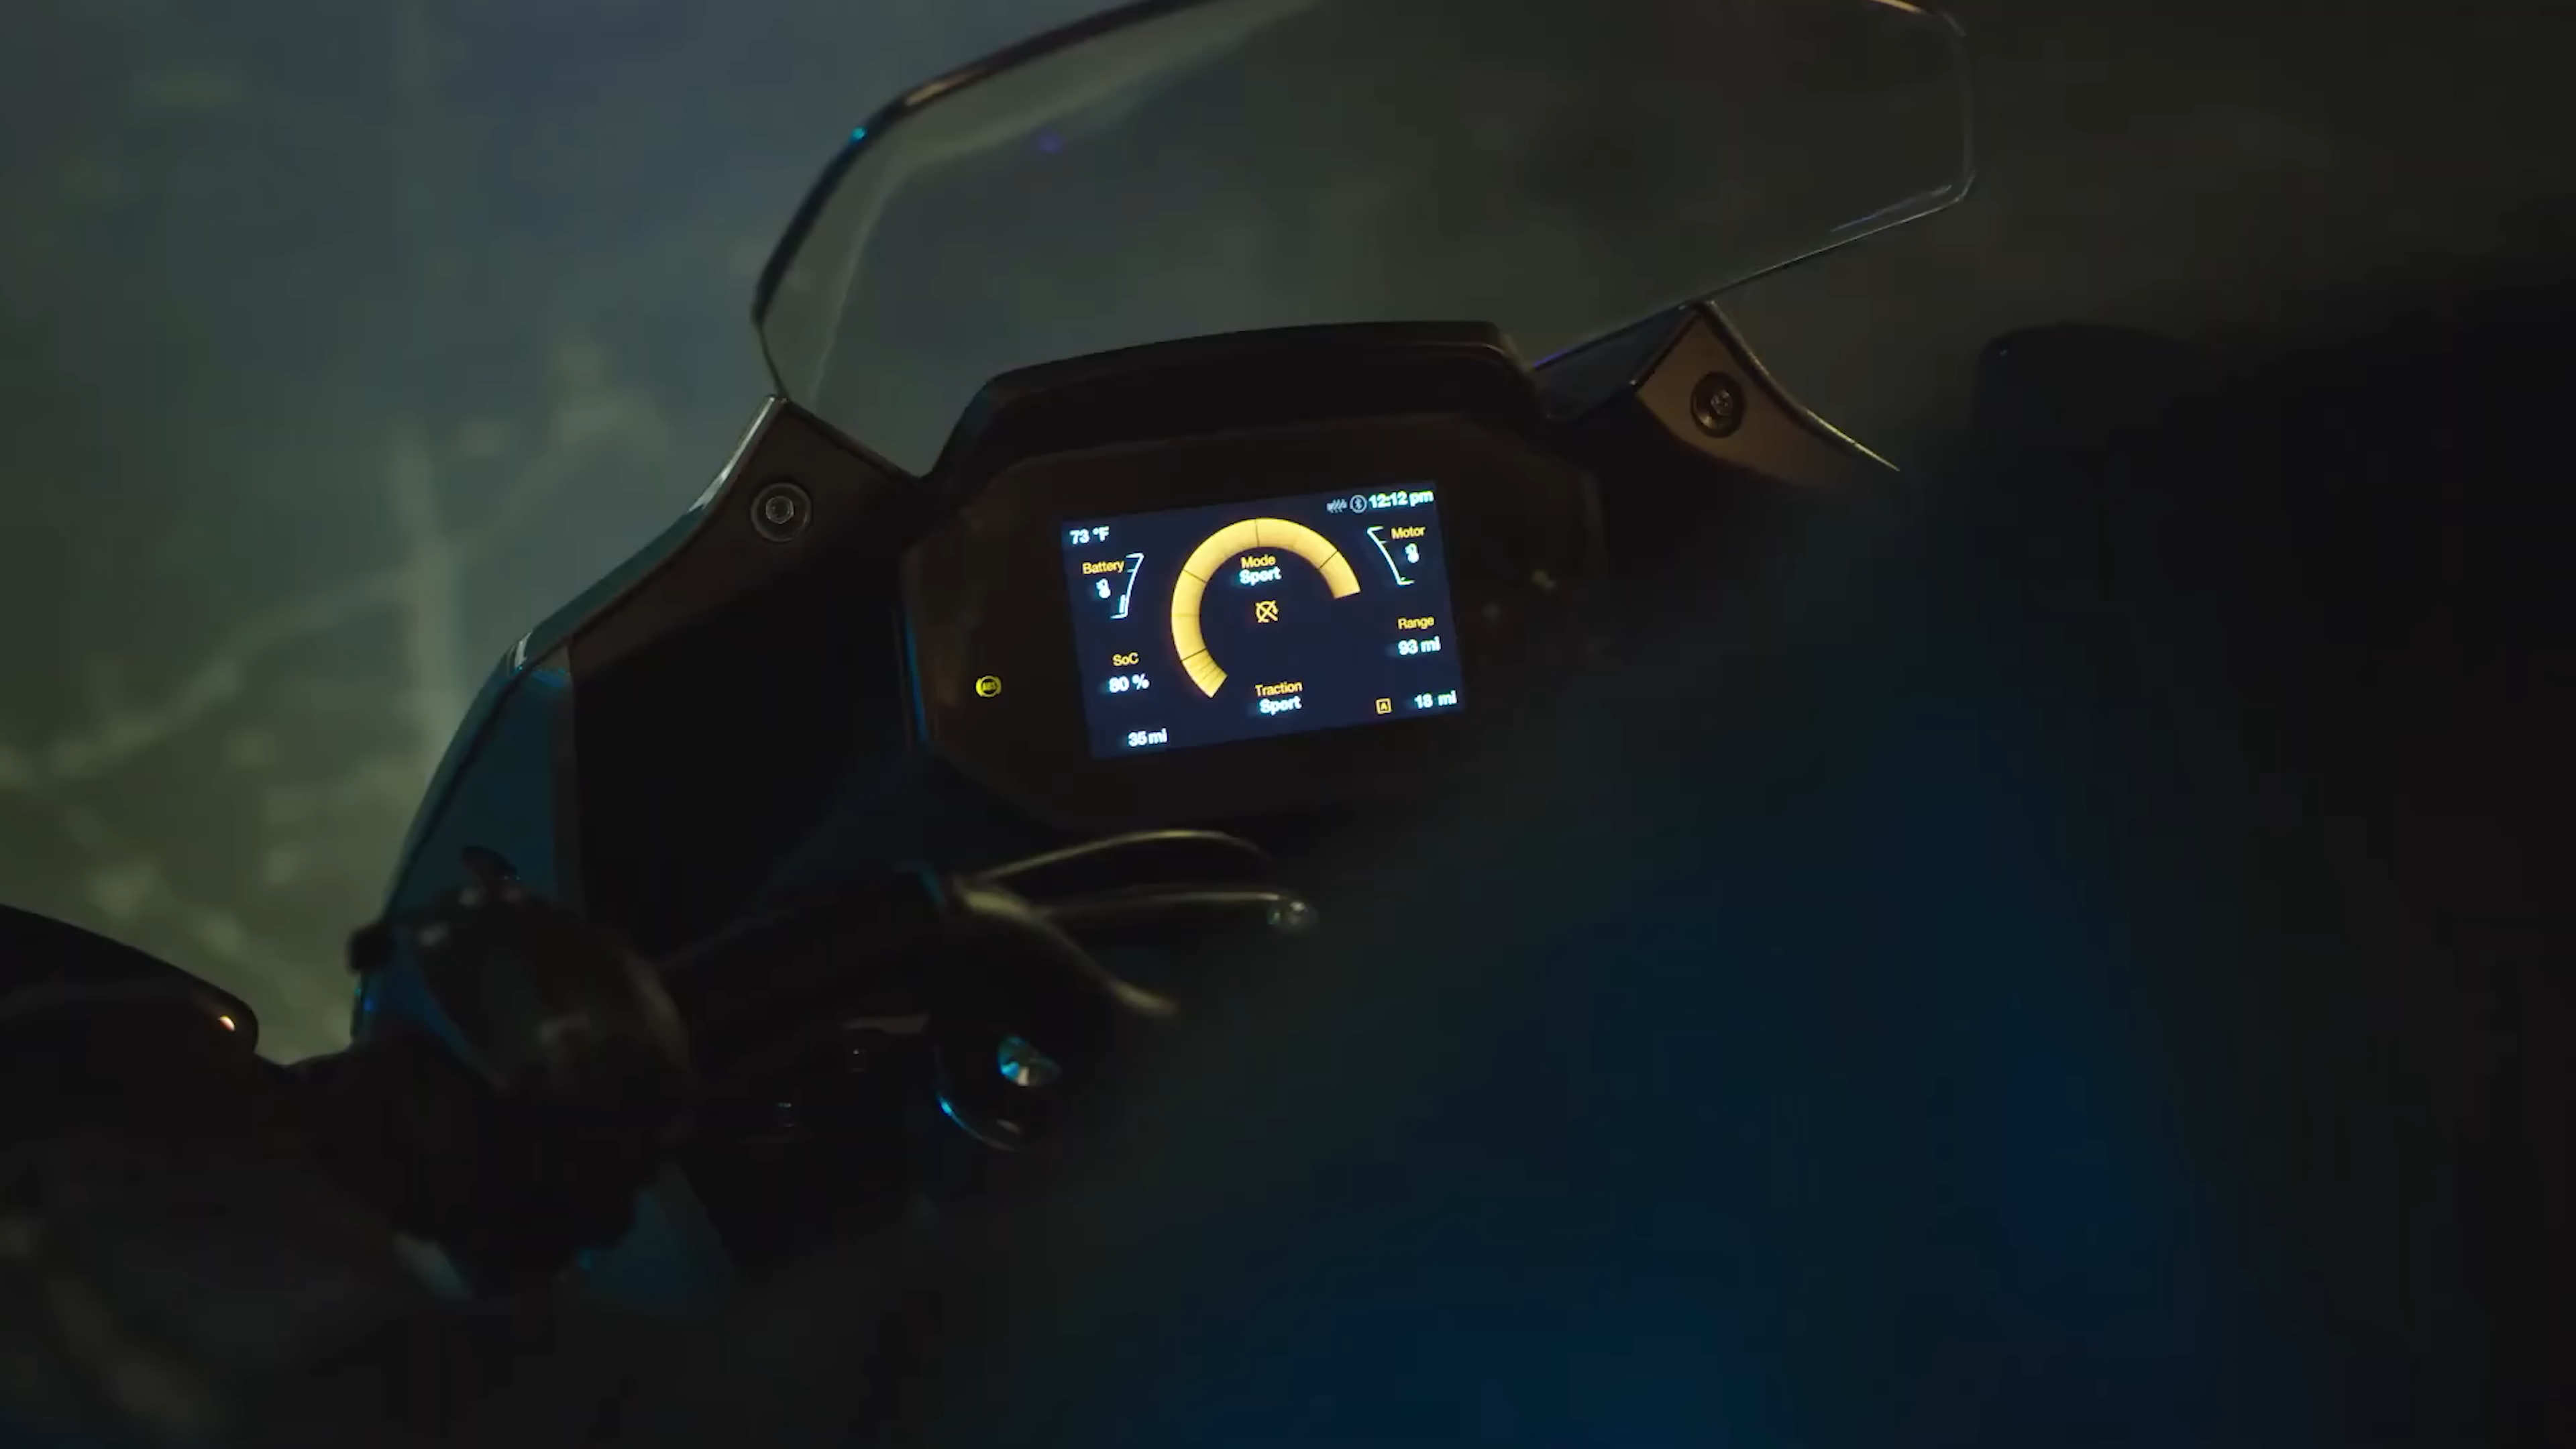 12:12 pm
73 °F
Mode
Sport
Motor
Battery
Range
93 mi
SoC
80 %
Traction
Sport
A
18 mi
35 mi
ABS